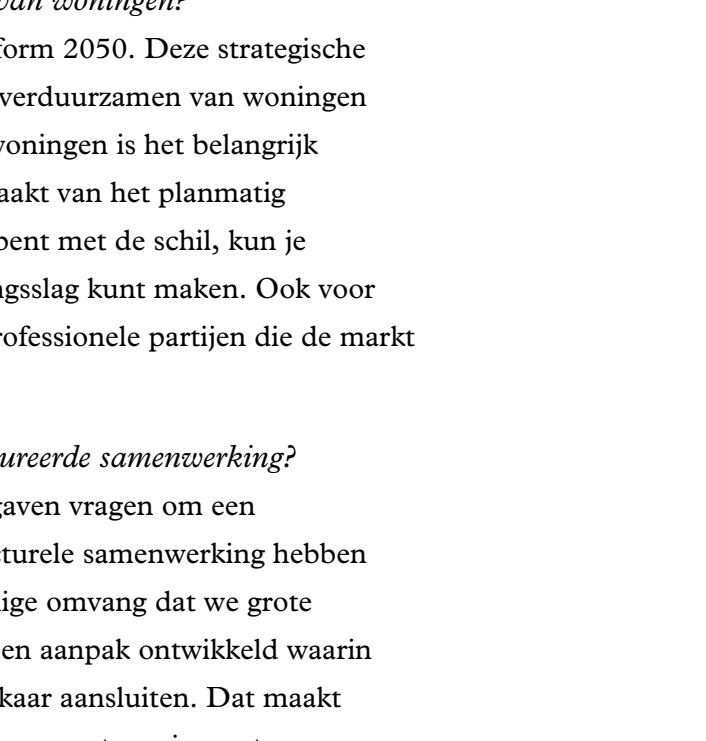 van woningen?
form 2050. Deze strategische
verduurzamen van woningen
woningen is het belangrijk
aakt van het planmatig
bent met de schil, kun je
ngsslag kunt maken. Ook voor
rofessionele partijen die de markt
ureerde samenwerking?
gaven vragen om een
cturele samenwerking hebben
ige omvang dat we grote
en aanpak ontwikkeld waarin
kaar aansluiten. Dat maakt